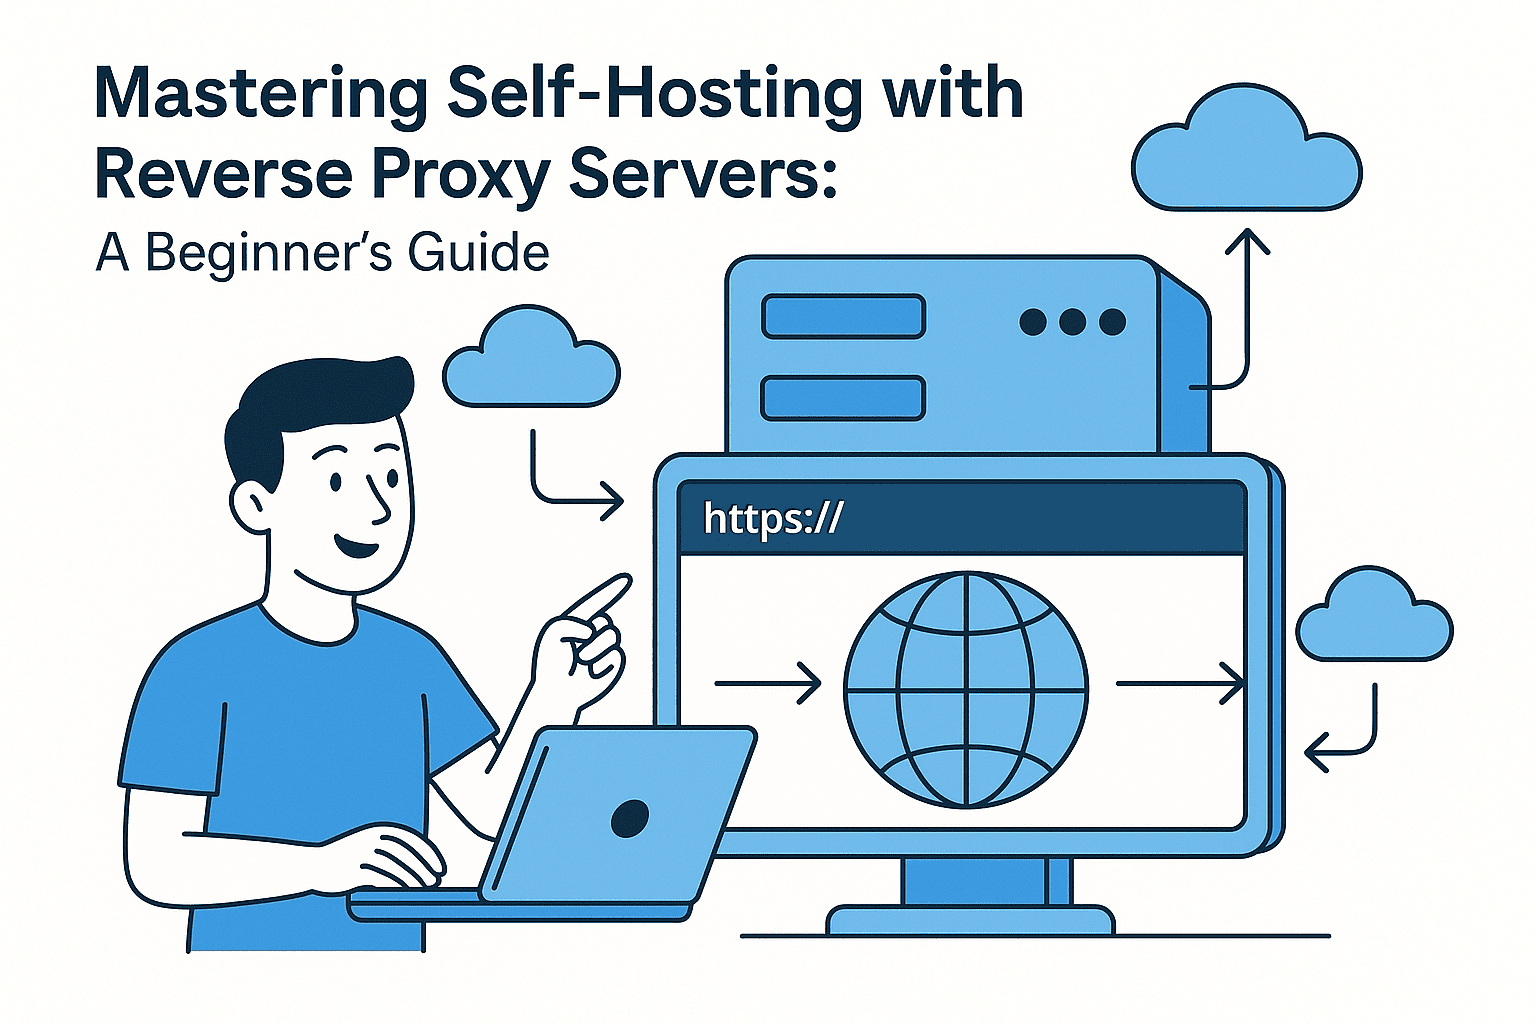 Mastering Self-Hosting with
Reverse Proxy Servers:
A Beginner's Guide
https://